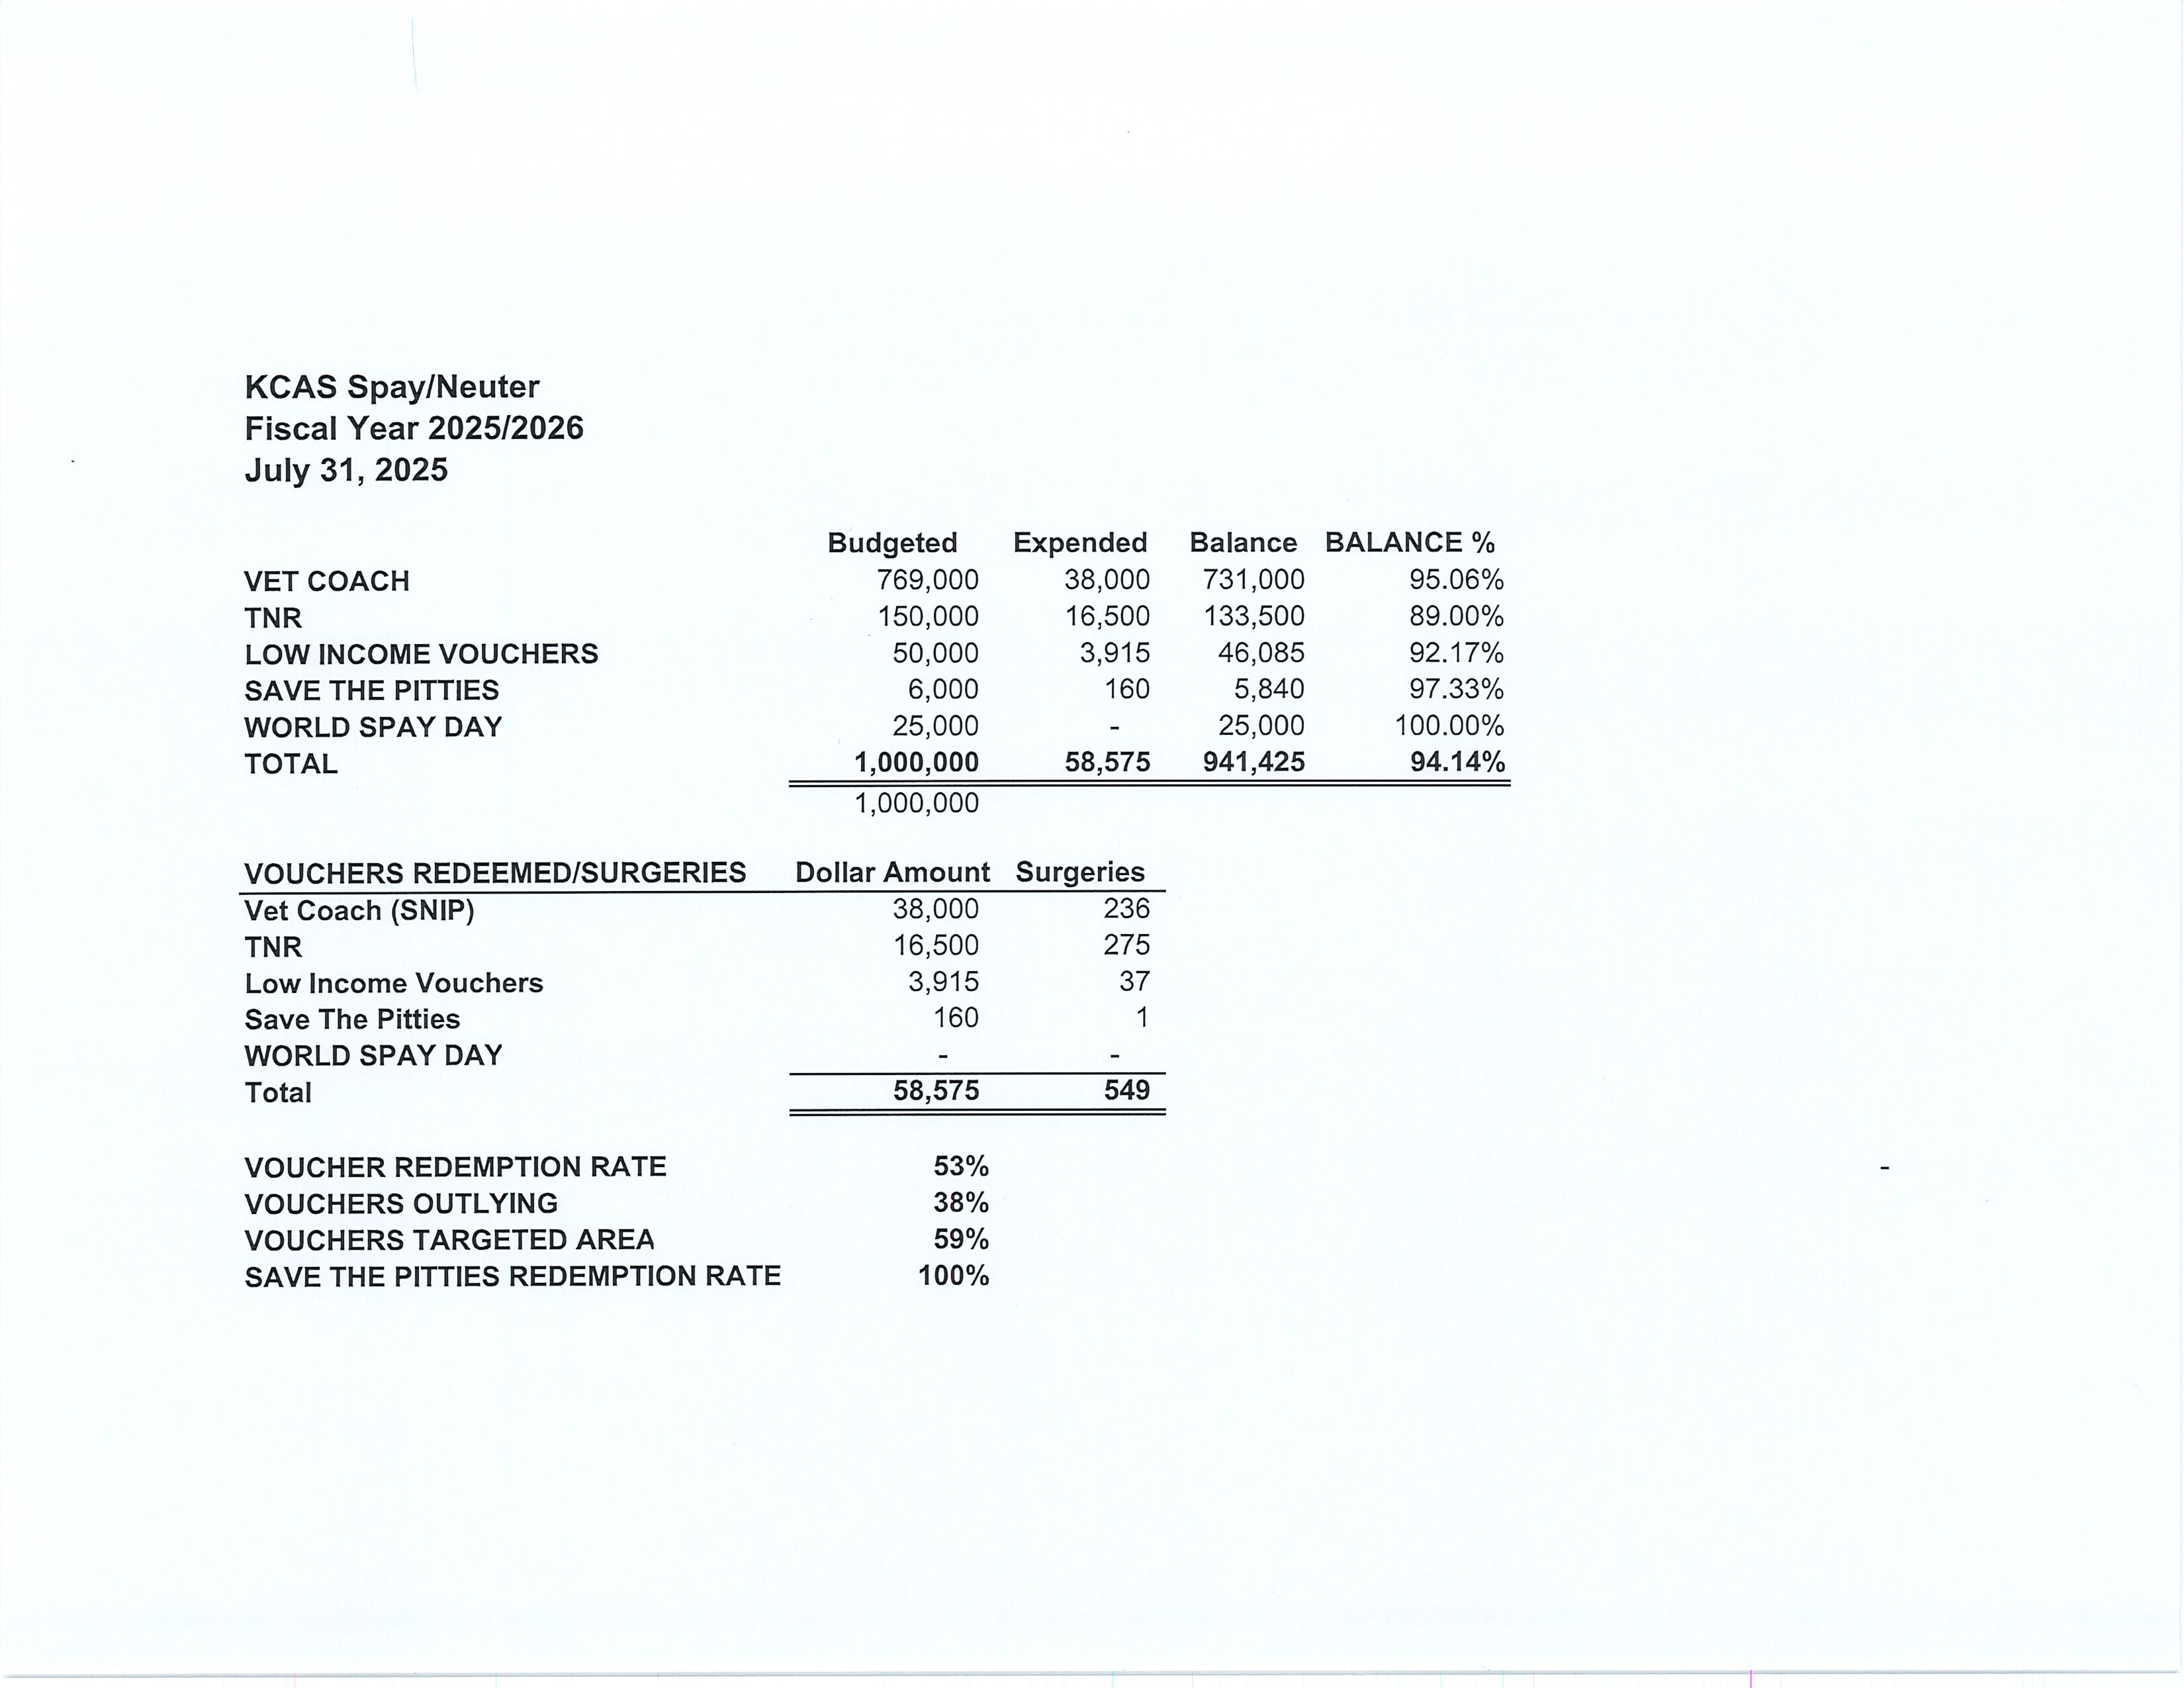 KCAS Spay/Neuter
Fiscal Year 2025/2026
July 31, 2025
Budgeted Expended Balance BALANCE %
VET COACH 769,000 38,000 731,000 95.06%
TNR 150,000 16,500 133,500 89.00%
LOW INCOME VOUCHERS 50,000 3,915 46,085 92.17%
SAVE THE PITTIES 6,000 160 5,840 97.33%
WORLD SPAY DAY 25,000 - 25,000 100.00%
TOTAL 1,000,000 58,575 941,425 94.14%
1,000,000
VOUCHERS REDEEMED/SURGERIES Dollar Amount Surgeries
Vet Coach (SNIP) 38,000 236
TNR 16,500 275
Low Income Vouchers 3,915 37
Save The Pitties 160 1
WORLD SPAY DAY - -
Total 58,575 549
VOUCHER REDEMPTION RATE 53% -
VOUCHERS OUTLYING 38%
VOUCHERS TARGETED AREA 59%
SAVE THE PITTIES REDEMPTION RATE 100%